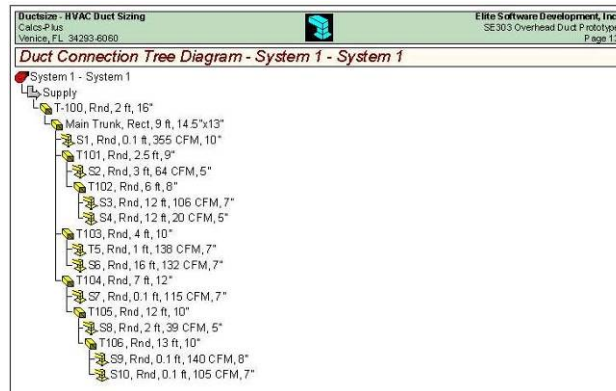 Ductsize - HVAC Duct Sizing
Elite Software Development, Inc
Calcs-Plus
SE303 Overhead Duct Prototype
Venice, FL 34293-6060
Page 13
Duct Connection Tree Diagram - System 1 - System 1
System 1 - System 1
Supply
T-100, Rnd, 2 ft, 16"
Main Trunk, Rect, 9 ft, 14.5"x13"
S1, Rnd, 0.1 ft, 355 CFM, 10"
T101, Rnd, 2.5 ft, 9"
S2, Rnd, 3 ft, 64 CFM, 5"
T102, Rnd, 6 ft, 8"
S3, Rnd, 12 ft, 106 CFM, 7"
S4, Rnd, 12 ft, 20 CFM, 5"
T103, Rnd, 4 ft, 10"
T5, Rnd, 1 ft, 138 CFM, 7"
S6, Rnd, 16 ft, 132 CFM, 7"
T104, Rnd, 7 ft, 12"
S7, Rnd, 0.1 ft, 115 CFM, 7"
T105, Rnd, 12 ft, 10"
S8, Rnd, 2 ft, 39 CFM, 5"
T106, Rnd, 13 ft, 10"
S9, Rnd, 0.1 ft, 140 CFM, 8"
S10, Rnd, 0.1 ft, 105 CFM, 7"